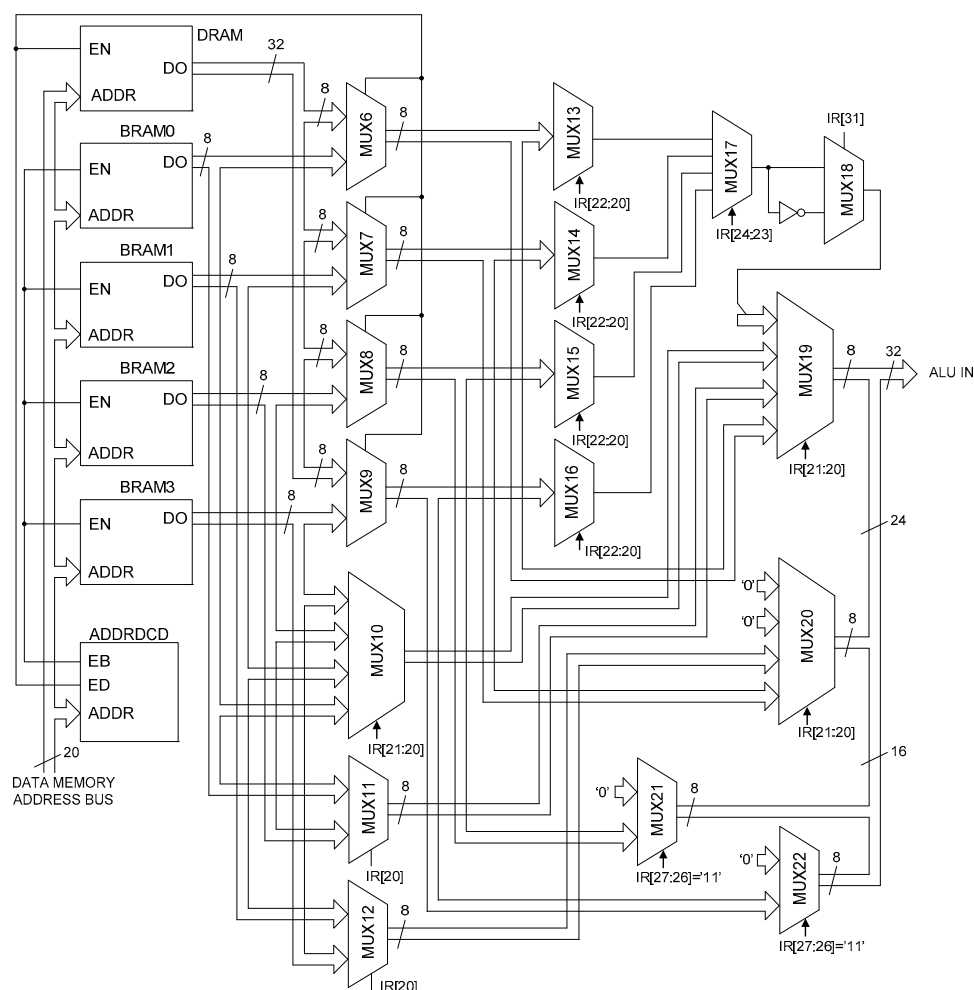 DRAM
EN
DO
ADDR
32
BRAM0
EN
DO
ADDR
8
BRAM1
EN
DO
ADDR
8
BRAM2
EN
DO
ADDR
8
BRAM3
EN
DO
ADDR
8
ADDRDCD
EB
ED
ADDR
20
DATA MEMORY
ADDRESS BUS
8
MUX6
8
8
MUX7
8
8
MUX8
8
8
MUX9
8
MUX10
IR[21:20]
MUX11
8
IR[20]
MUX12
8
IR[20]
MUX13
IR[22:20]
MUX14
IR[22:20]
MUX15
IR[22:20]
MUX16
IR[22:20]
MUX17
IR[24:23]
IR[31]
MUX18
MUX19
8
32
ALU IN
IR[21:20]
24
'0'
'0'
MUX20
8
IR[21:20]
16
'0'
MUX21
8
IR[27:26]='11'
'0'
MUX22
8
IR[27:26]='11'